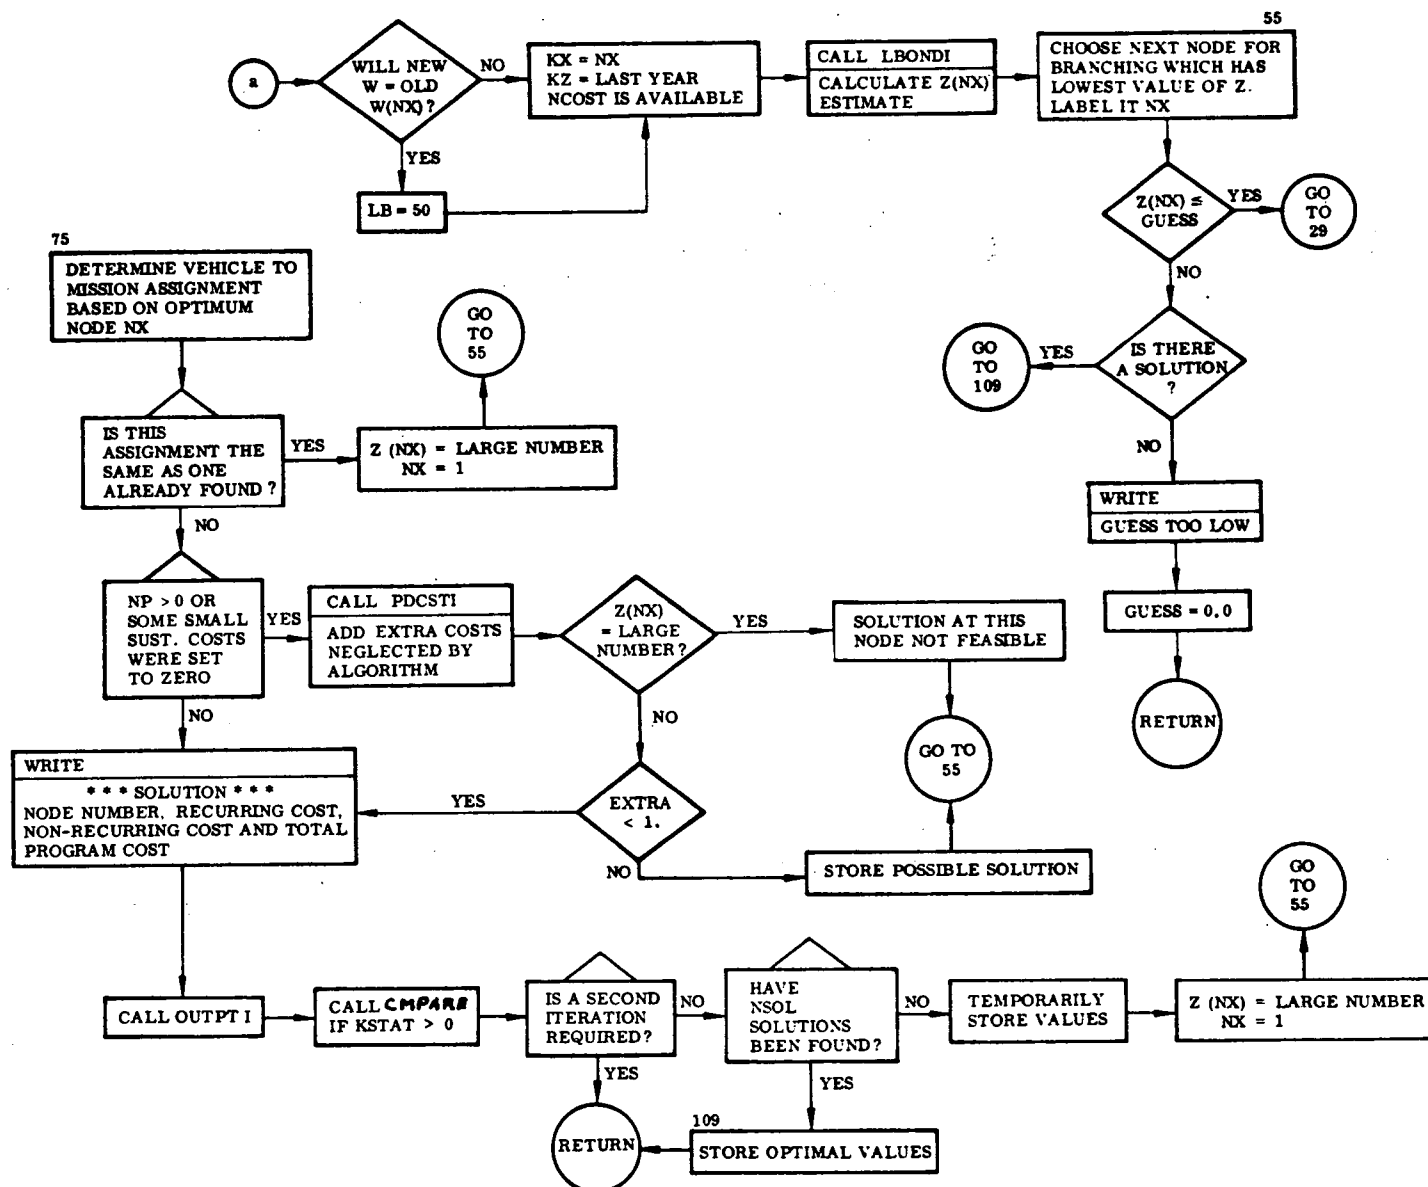 a
WILL NEW
W = OLD
W(NX)?
NO
YES
LB = 50
KX = NX
KZ = LAST YEAR
NCOST IS AVAILABLE
CALL LBONDI
CALCULATE Z(NX)
ESTIMATE
55
CHOOSE NEXT NODE FOR
BRANCHING WHICH HAS
LOWEST VALUE OF Z.
LABEL IT NX
Z(NX) ≤
GUESS
YES
GO
TO
29
NO
IS THERE
A SOLUTION
?
YES
GO
TO
109
NO
WRITE
GUESS TOO LOW
GUESS = 0.0
RETURN
75
DETERMINE VEHICLE TO
MISSION ASSIGNMENT
BASED ON OPTIMUM
NODE NX
IS THIS
ASSIGNMENT THE
SAME AS ONE
ALREADY FOUND ?
YES
Z (NX) = LARGE NUMBER
NX = 1
GO
TO
55
NO
NP > 0 OR
SOME SMALL
SUST. COSTS
WERE SET
TO ZERO
YES
CALL PDCSTI
ADD EXTRA COSTS
NEGLECTED BY
ALGORITHM
Z(NX)
= LARGE
NUMBER?
YES
SOLUTION AT THIS
NODE NOT FEASIBLE
GO TO
55
NO
EXTRA
< 1.
YES
NO
STORE POSSIBLE SOLUTION
NO
WRITE
* * * SOLUTION * * *
NODE NUMBER, RECURRING COST,
NON-RECURRING COST AND TOTAL
PROGRAM COST
CALL OUTPT I
CALL CMPARE
IF KSTAT > 0
IS A SECOND
ITERATION
REQUIRED?
NO
YES
RETURN
HAVE
NSOL
SOLUTIONS
BEEN FOUND?
NO
YES
109
STORE OPTIMAL VALUES
TEMPORARILY
STORE VALUES
Z (NX) = LARGE NUMBER
NX = 1
GO
TO
55